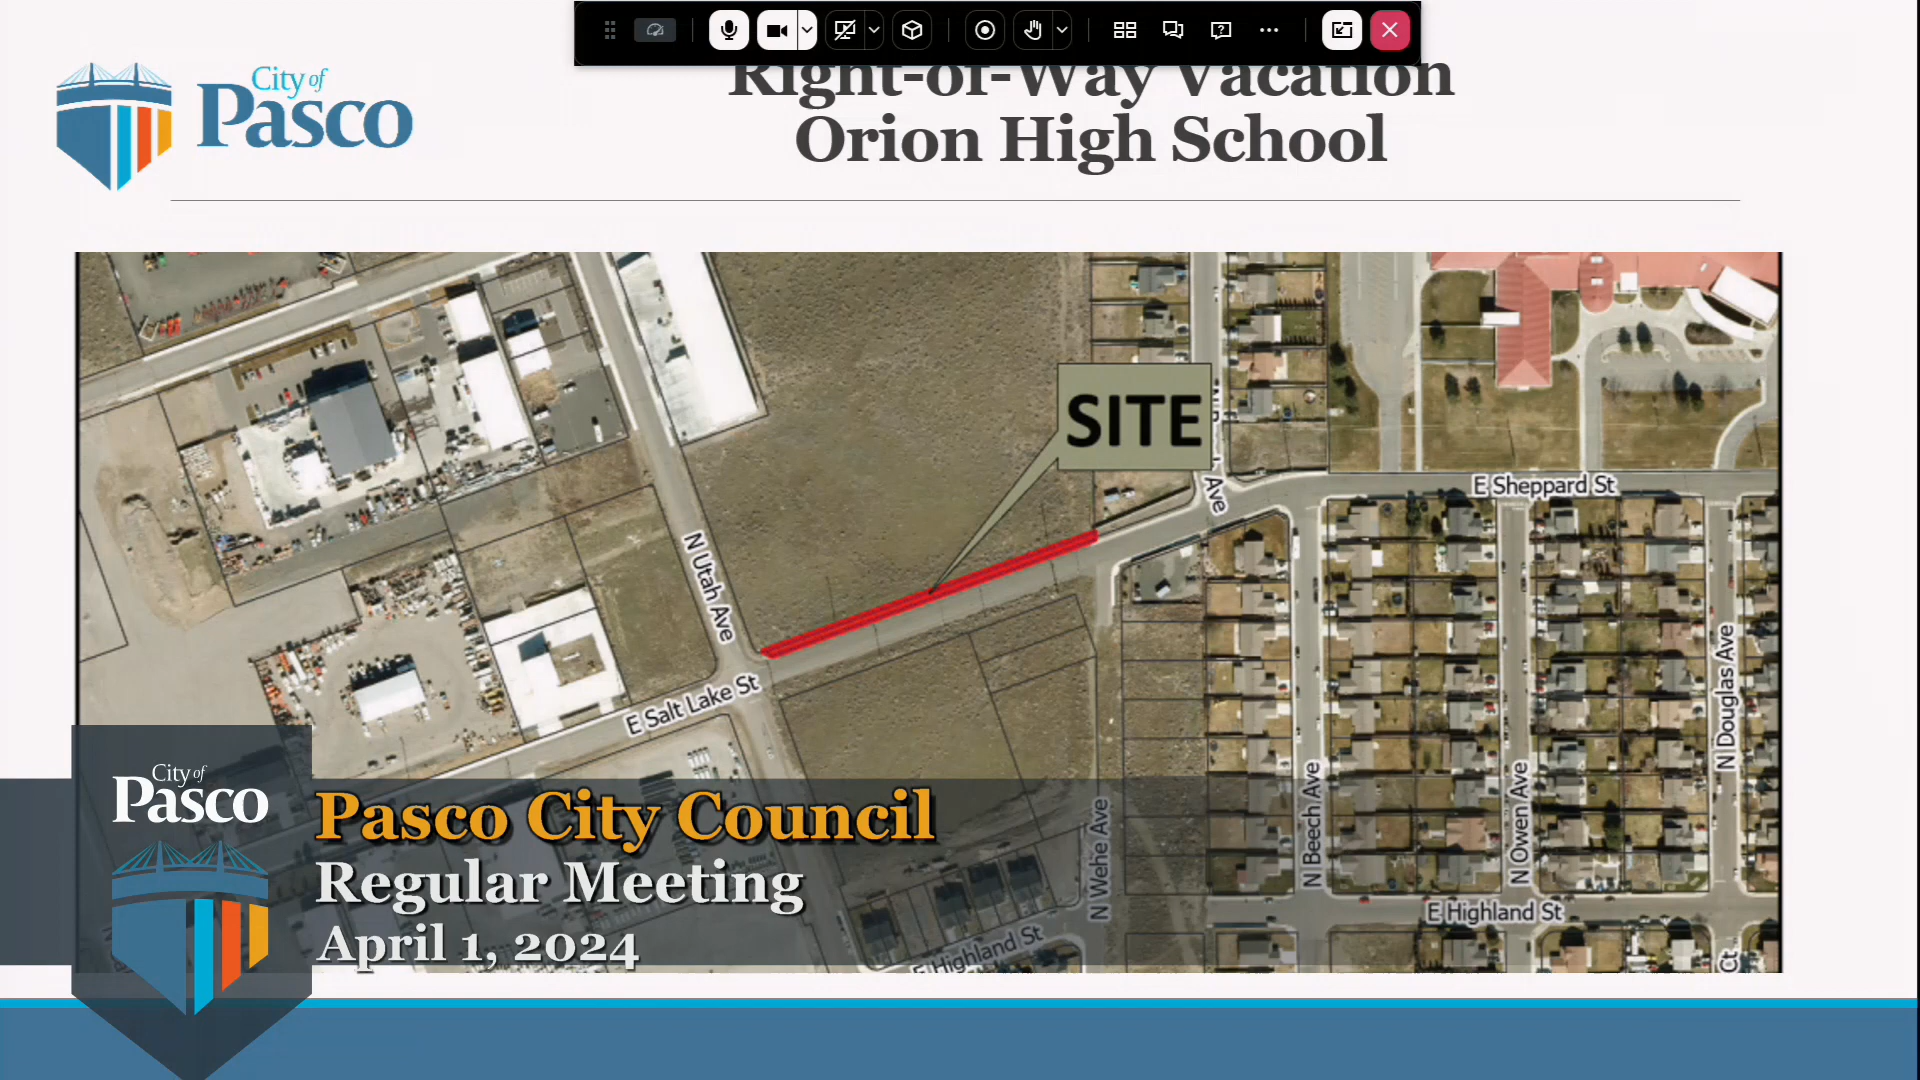 City of
Pasco
Right-of-Way Vacation
Orion High School
SITE
Ave
E Sheppard St
N Utah Ave
E Salt Lake St
N Douglas Ave
N Beech Ave
N Owen Ave
N Wehe Ave
E Highland St
E Highland St
Ct
City of
Pasco
Pasco City Council
Regular Meeting
April 1, 2024